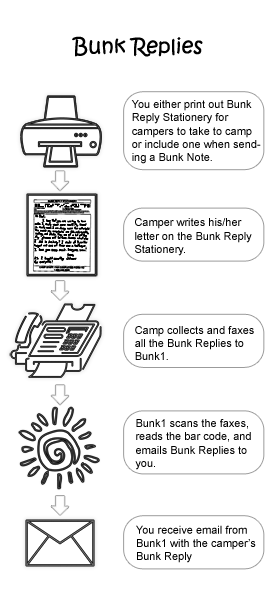 Bunk Replies
You either print out Bunk
Reply Stationery for
campers to take to camp
or include one when send-
ing a Bunk Note.
Camper writes his/her
letter on the Bunk Reply
Stationery.
Camp collects and faxes
all the Bunk Replies to
Bunk1.
Bunk1 scans the faxes,
reads the bar code, and
emails Bunk Replies to
you.
You receive email from
Bunk1 with the camper's
Bunk Reply